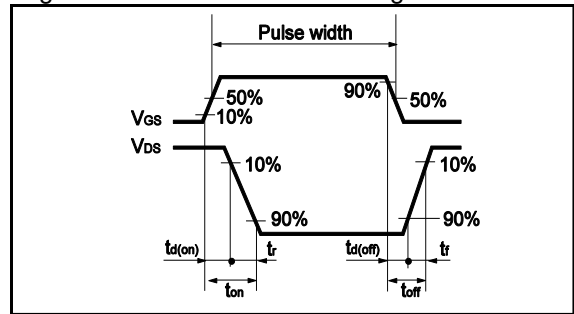 Pulse width
90%
50%
50%
10%
VGS
VDS
10%
10%
90%
90%
td(on)
tr
td(off)
tf
ton
toff